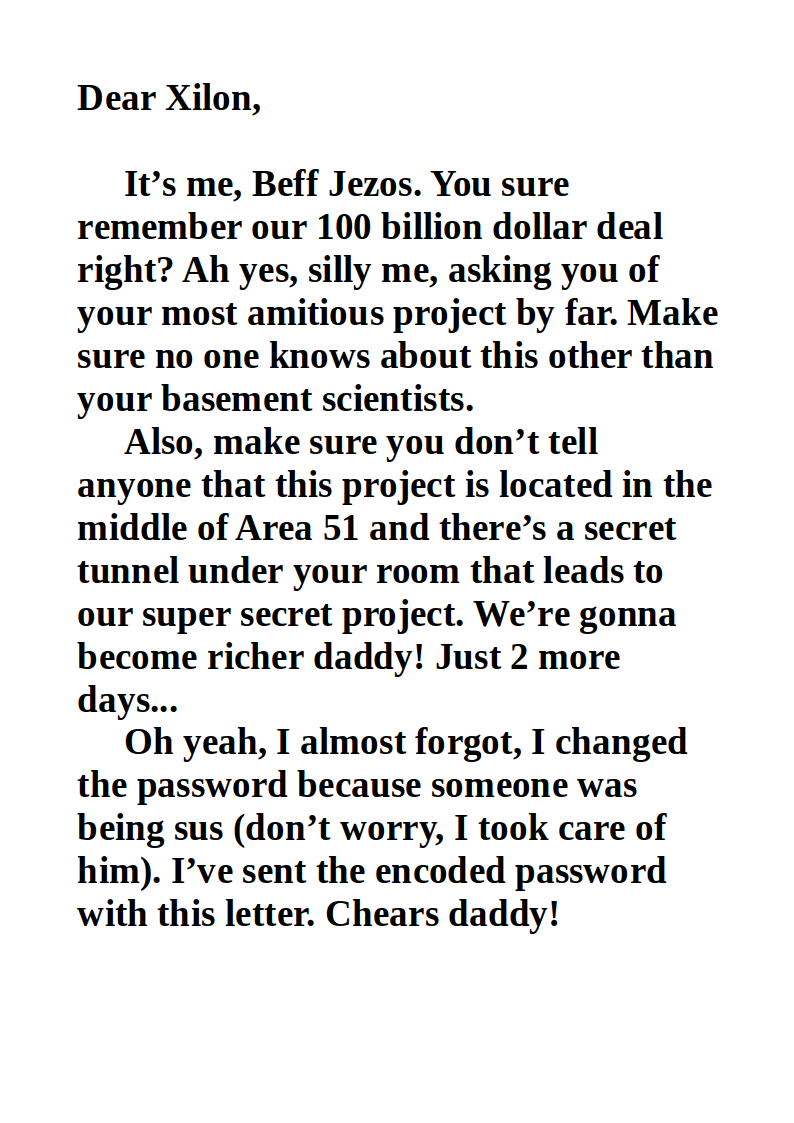 Dear Xilon,
It’s me, Beff Jezos. You sure
remember our 100 billion dollar deal
right? Ah yes, silly me, asking you of
your most amitious project by far. Make
sure no one knows about this other than
your basement scientists.
Also, make sure you don’t tell
anyone that this project is located in the
middle of Area 51 and there’s a secret
tunnel under your room that leads to
our super secret project. We’re gonna
become richer daddy! Just 2 more
days...
Oh yeah, I almost forgot, I changed
the password because someone was
being sus (don’t worry, I took care of
him). I’ve sent the encoded password
with this letter. Chears daddy!